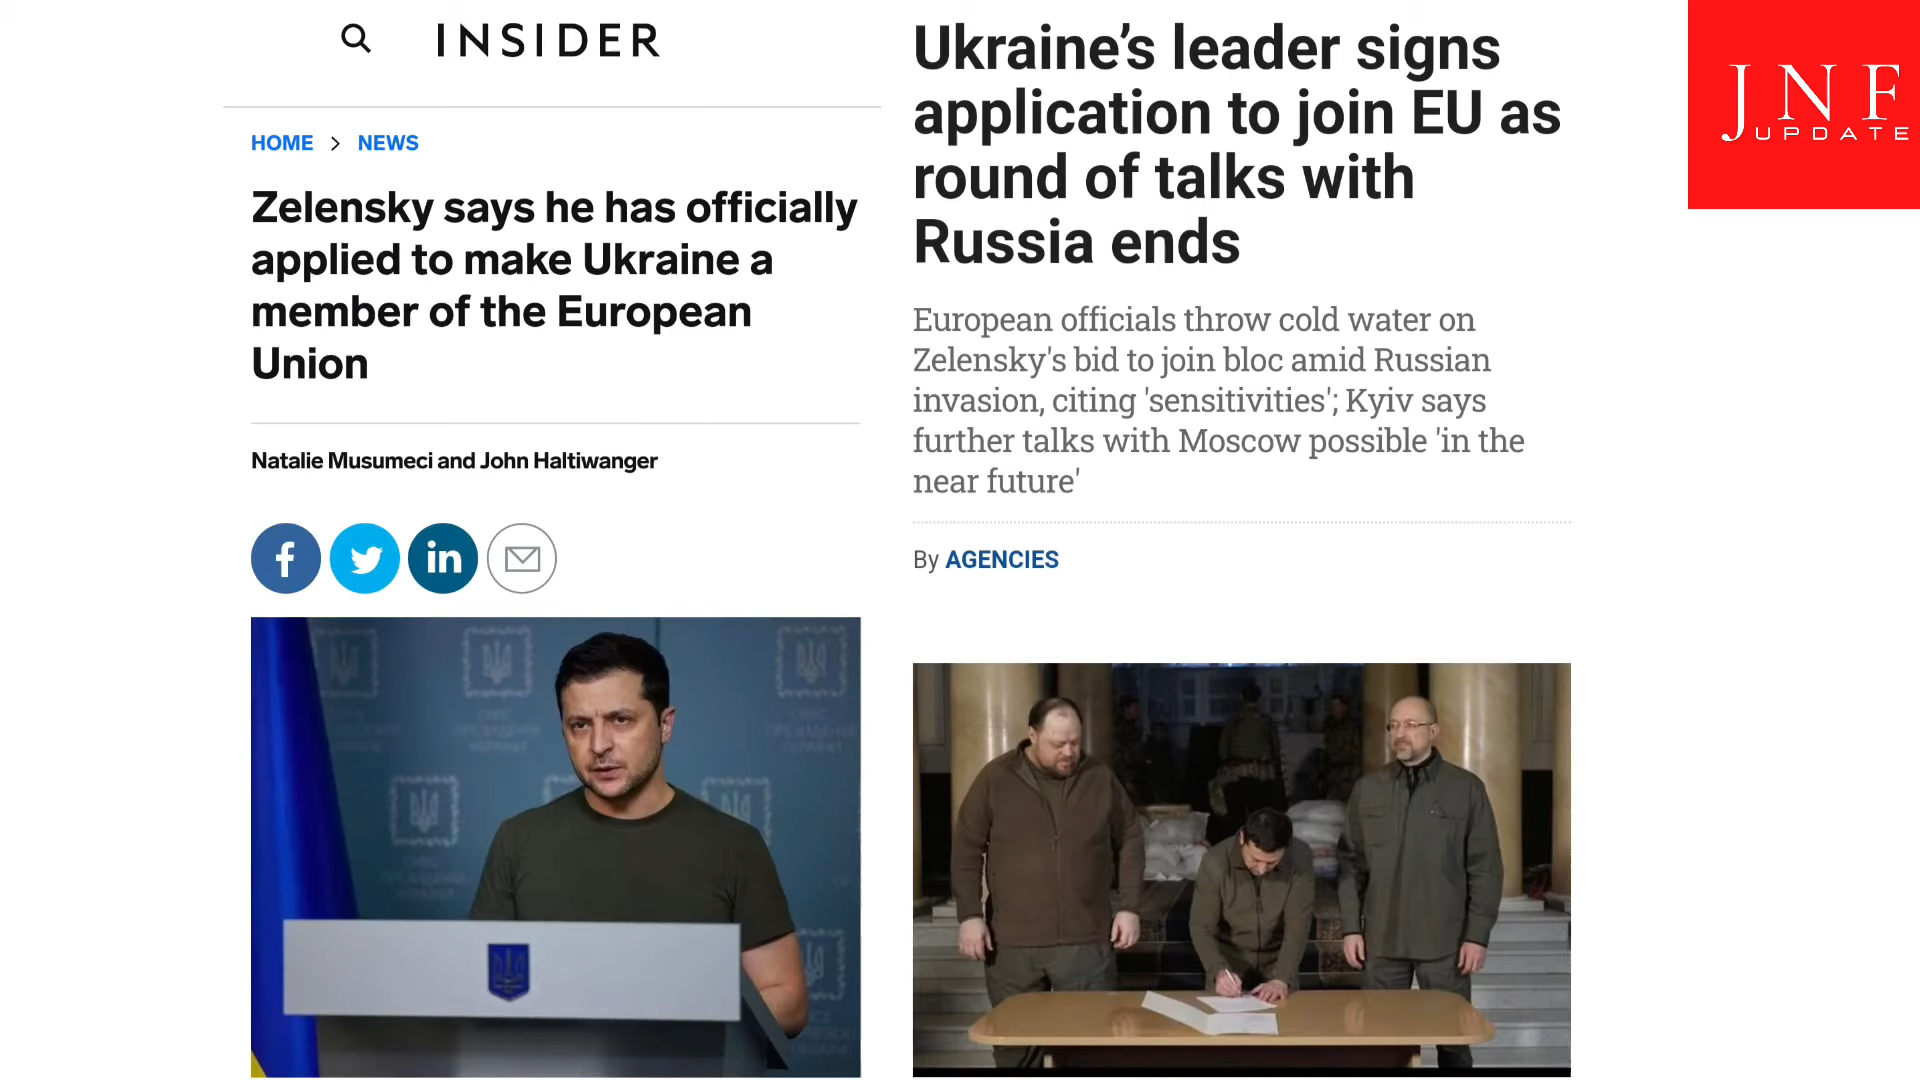 INSIDER
HOME > NEWS
Zelensky says he has officially
applied to make Ukraine a
member of the European
Union
Natalie Musumeci and John Haltiwanger
Ukraine’s leader signs
application to join EU as
round of talks with
Russia ends
European officials throw cold water on
Zelensky's bid to join bloc amid Russian
invasion, citing 'sensitivities'; Kyiv says
further talks with Moscow possible 'in the
near future'
By AGENCIES
JNF
UPDATE